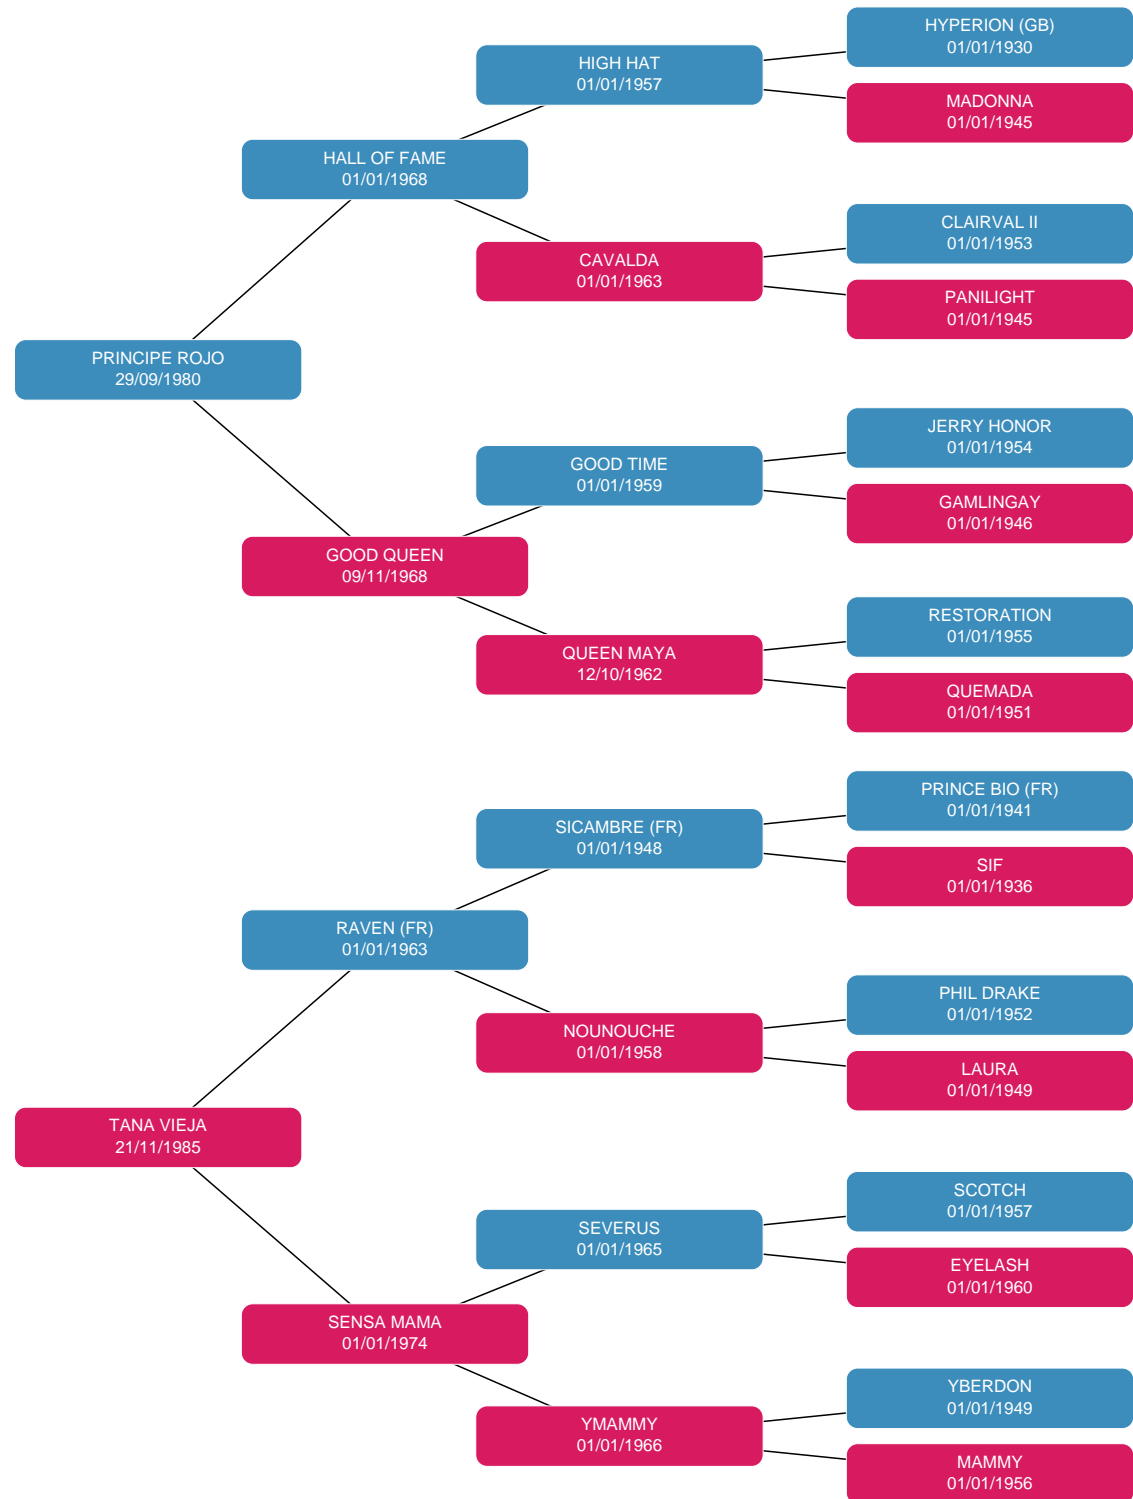 HYPERION (GB)
01/01/1930
HIGH HAT
01/01/1957
MADONNA
01/01/1945
HALL OF FAME
01/01/1968
CLAIRVAL II
01/01/1953
CAVALDA
01/01/1963
PANILIGHT
01/01/1945
PRINCIPE ROJO
29/09/1980
JERRY HONOR
01/01/1954
GOOD TIME
01/01/1959
GAMLINGAY
01/01/1946
GOOD QUEEN
09/11/1968
RESTORATION
01/01/1955
QUEEN MAYA
12/10/1962
QUEMADA
01/01/1951
PRINCE BIO (FR)
01/01/1941
SICAMBRE (FR)
01/01/1948
SIF
01/01/1936
RAVEN (FR)
01/01/1963
PHIL DRAKE
01/01/1952
NOUNOUCHE
01/01/1958
LAURA
01/01/1949
TANA VIEJA
21/11/1985
SCOTCH
01/01/1957
SEVERUS
01/01/1965
EYELASH
01/01/1960
SENSA MAMA
01/01/1974
YBERDON
01/01/1949
YMAMMY
01/01/1966
MAMMY
01/01/1956